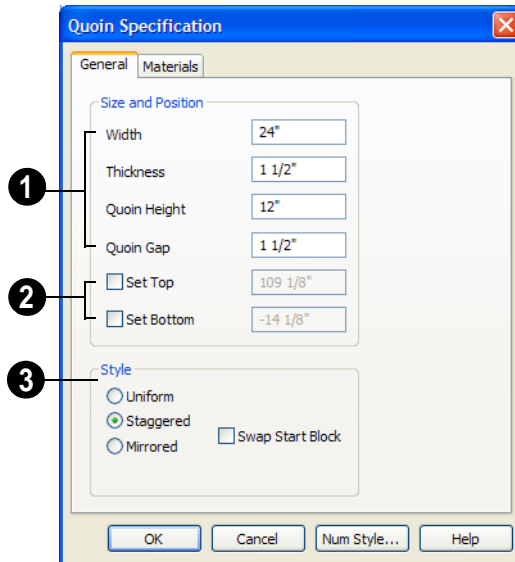 Quoin Specification
General Materials
Size and Position
1
Width 24"
Thickness 1 1/2"
Quoin Height 12"
Quoin Gap 1 1/2"
2
Set Top 109 1/8"
Set Bottom -14 1/8"
3
Style
Uniform
Staggered
Swap Start Block
Mirrored
OK Cancel Num Style... Help